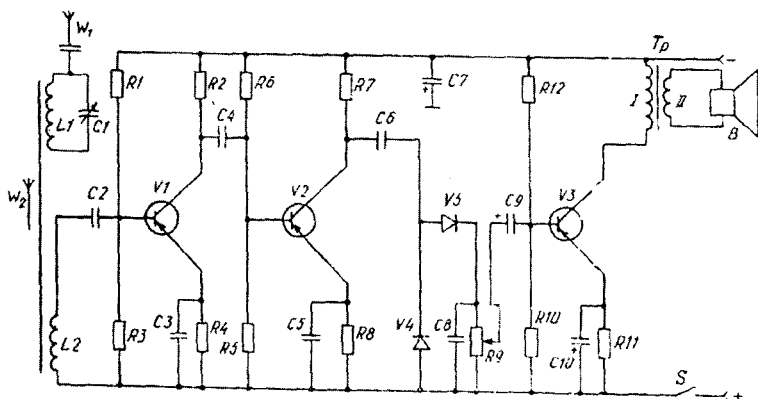 W1
Tр
−
R1
R2
R6
R7
C7
+
R12
I
II
В
L1
C1
C4
C6
W2
C2
V1
V2
V5
C9
+
V3
C3
R4
R5
C5
R8
V4
C8
R9
R10
C10
+
R11
R3
L2
S
+